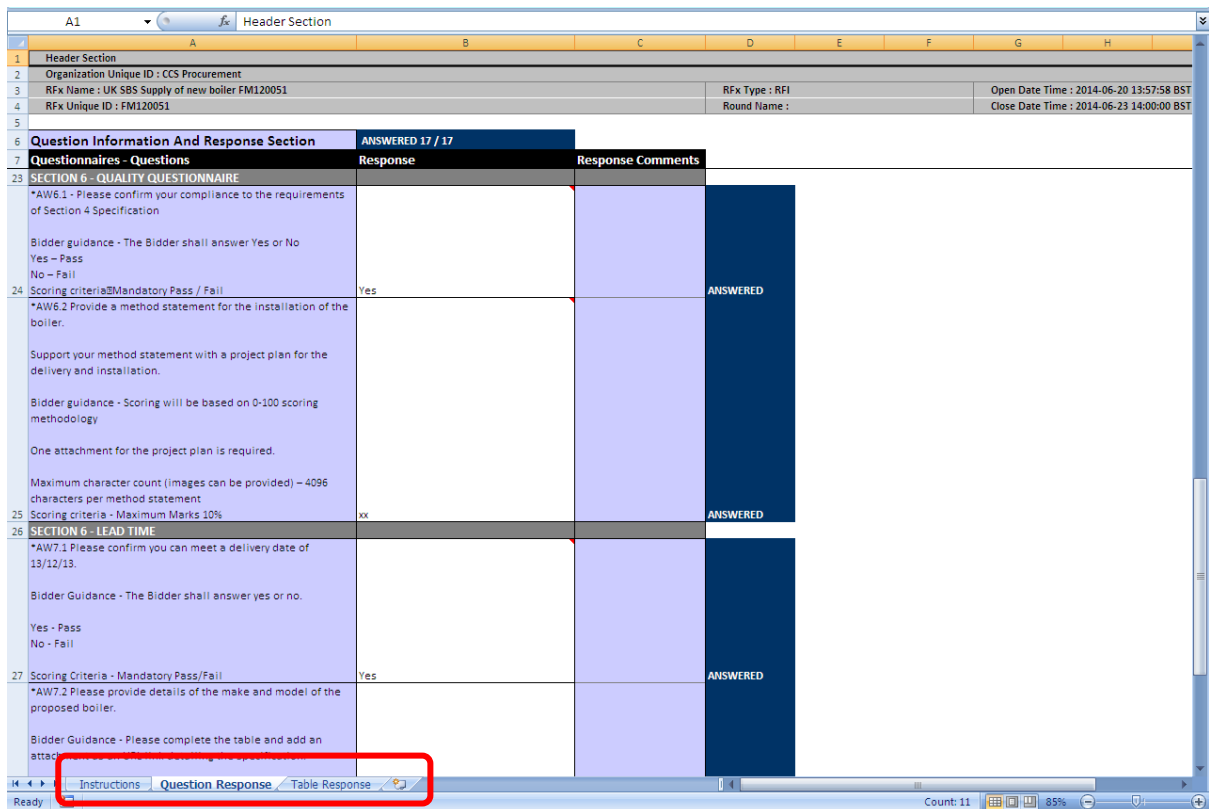 A1 fx Header Section
A B C D E F G H
1 Header Section
2 Organization Unique ID : CCS Procurement
3 RFx Name : UK SBS Supply of new boiler FM120051 RFx Type : RFI Open Date Time : 2014-06-20 13:57:58 BST
4 RFx Unique ID : FM120051 Round Name : Close Date Time : 2014-06-23 14:00:00 BST
5
6 Question Information And Response Section ANSWERED 17 / 17
7 Questionnaires - Questions Response Response Comments
23 SECTION 6 - QUALITY QUESTIONNAIRE
*AW6.1 - Please confirm your compliance to the requirements
of Section 4 Specification
Bidder guidance - The Bidder shall answer Yes or No
Yes – Pass
No – Fail
24 Scoring criteria Mandatory Pass / Fail Yes ANSWERED
*AW6.2 Provide a method statement for the installation of the
boiler.
Support your method statement with a project plan for the
delivery and installation.
Bidder guidance - Scoring will be based on 0-100 scoring
methodology
One attachment for the project plan is required.
Maximum character count (images can be provided) – 4096
characters per method statement
25 Scoring criteria - Maximum Marks 10% xx ANSWERED
26 SECTION 6 - LEAD TIME
*AW7.1 Please confirm you can meet a delivery date of
13/12/13.
Bidder Guidance - The Bidder shall answer yes or no.
Yes - Pass
No - Fail
27 Scoring Criteria - Mandatory Pass/Fail Yes ANSWERED
*AW7.2 Please provide details of the make and model of the
proposed boiler.
Bidder Guidance - Please complete the table and add an
Instructions Question Response Table Response
Ready Count: 11 85%